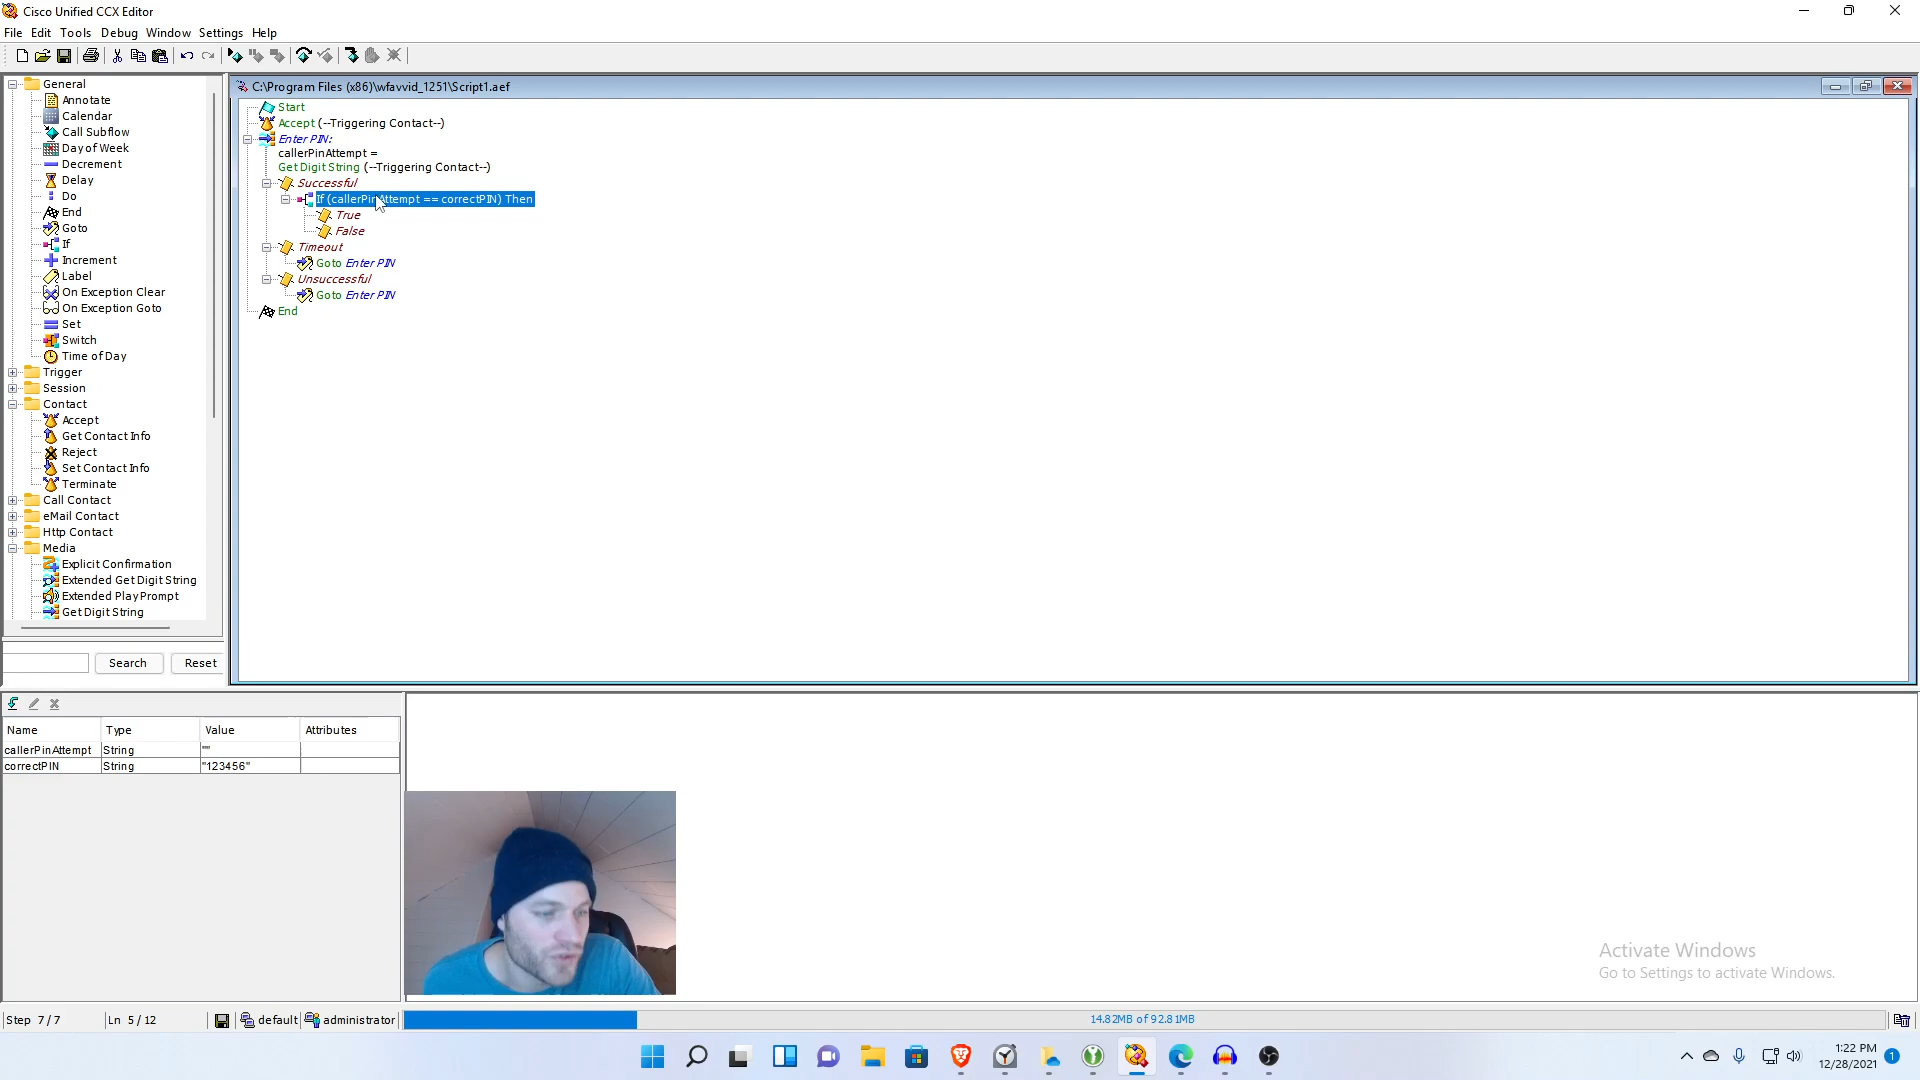 Cisco Unified CCX Editor
File Edit Tools Debug Window Settings Help
General
Annotate
Calendar
Call Subflow
Day of Week
Decrement
Delay
Do
End
Goto
If
Increment
Label
On Exception Clear
On Exception Goto
Set
Switch
Time of Day
Trigger
Session
Contact
Accept
Get Contact Info
Reject
Set Contact Info
Terminate
Call Contact
eMail Contact
Http Contact
Media
Explicit Confirmation
Extended Get Digit String
Extended Play Prompt
Get Digit String
Search Reset
C:\Program Files (x86)\wfavvid_1251\Script1.aef
Start
Accept (--Triggering Contact--)
Enter PIN:
callerPinAttempt =
Get Digit String (--Triggering Contact--)
Successful
If (callerPinAttempt == correctPIN) Then
True
False
Timeout
Goto Enter PIN
Unsuccessful
Goto Enter PIN
End
Name Type Value Attributes
callerPinAttempt String ""
correctPIN String "123456"
Activate Windows
Go to Settings to activate Windows.
Step 7/7 Ln 5/12 default administrator 14.82MB of 92.81MB
1:22 PM
12/28/2021 1